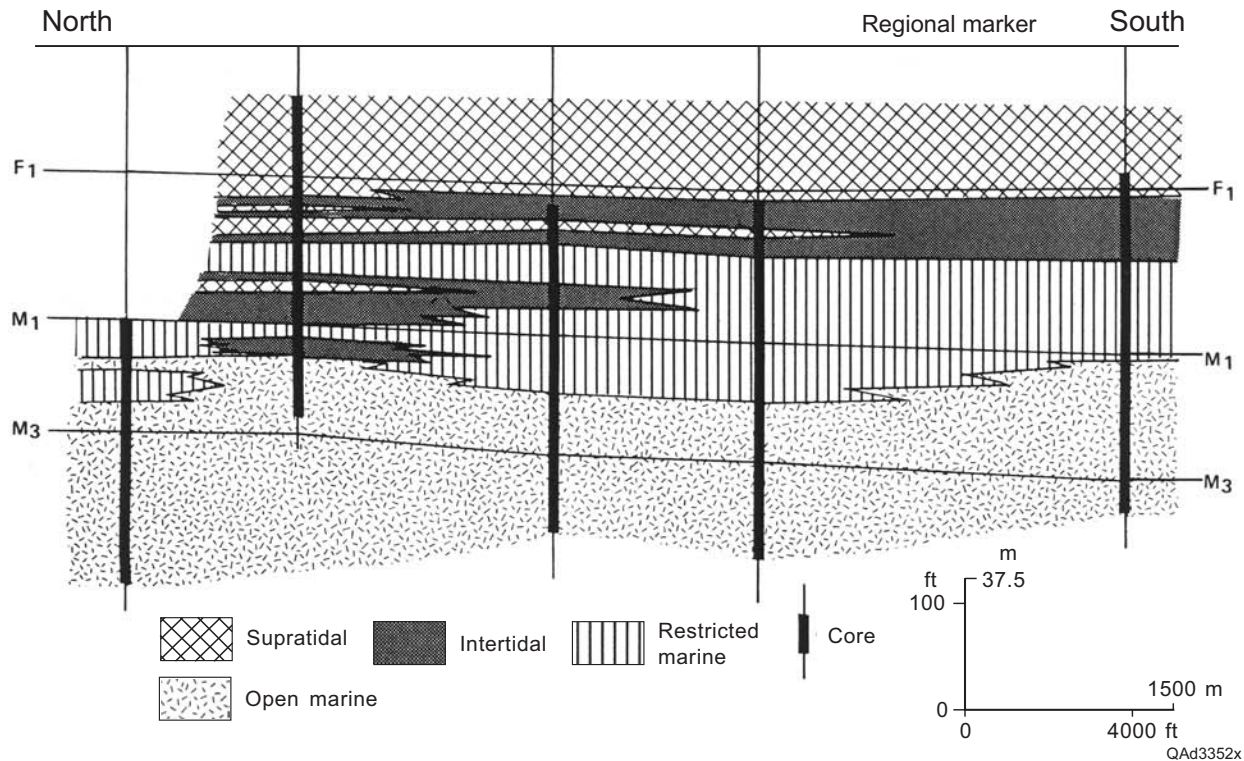 North
Regional marker
South
F1
F1
M1
M1
M3
M3
Supratidal
Intertidal
Restricted
marine
Core
Open marine
ft
m
100
37.5
0
1500 m
0
4000 ft
QAd3352x